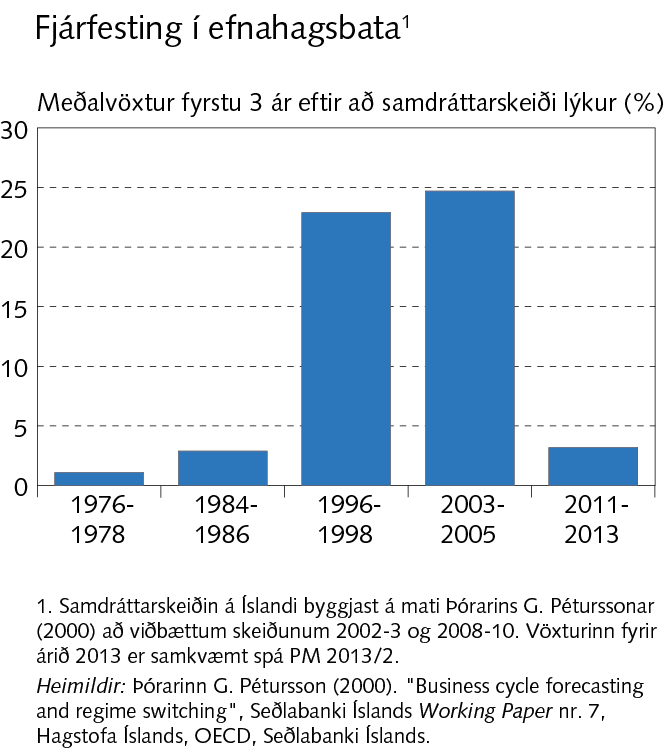 Fjárfesting í efnahagsbata¹
Meðalvöxtur fyrstu 3 ár eftir að samdráttarskeiði lýkur (%)
30
25
20
15
10
5
0
1976-
1978
1984-
1986
1996-
1998
2003-
2005
2011-
2013
1. Samdráttarskeiðin á Íslandi byggjast á mati Þórarins G. Péturssonar
(2000) að viðbættum skeiðunum 2002-3 og 2008-10. Vöxturinn fyrir
árið 2013 er samkvæmt spá PM 2013/2.
Heimildir: Þórarinn G. Pétursson (2000). "Business cycle forecasting
and regime switching", Seðlabanki Íslands Working Paper nr. 7,
Hagstofa Íslands, OECD, Seðlabanki Íslands.